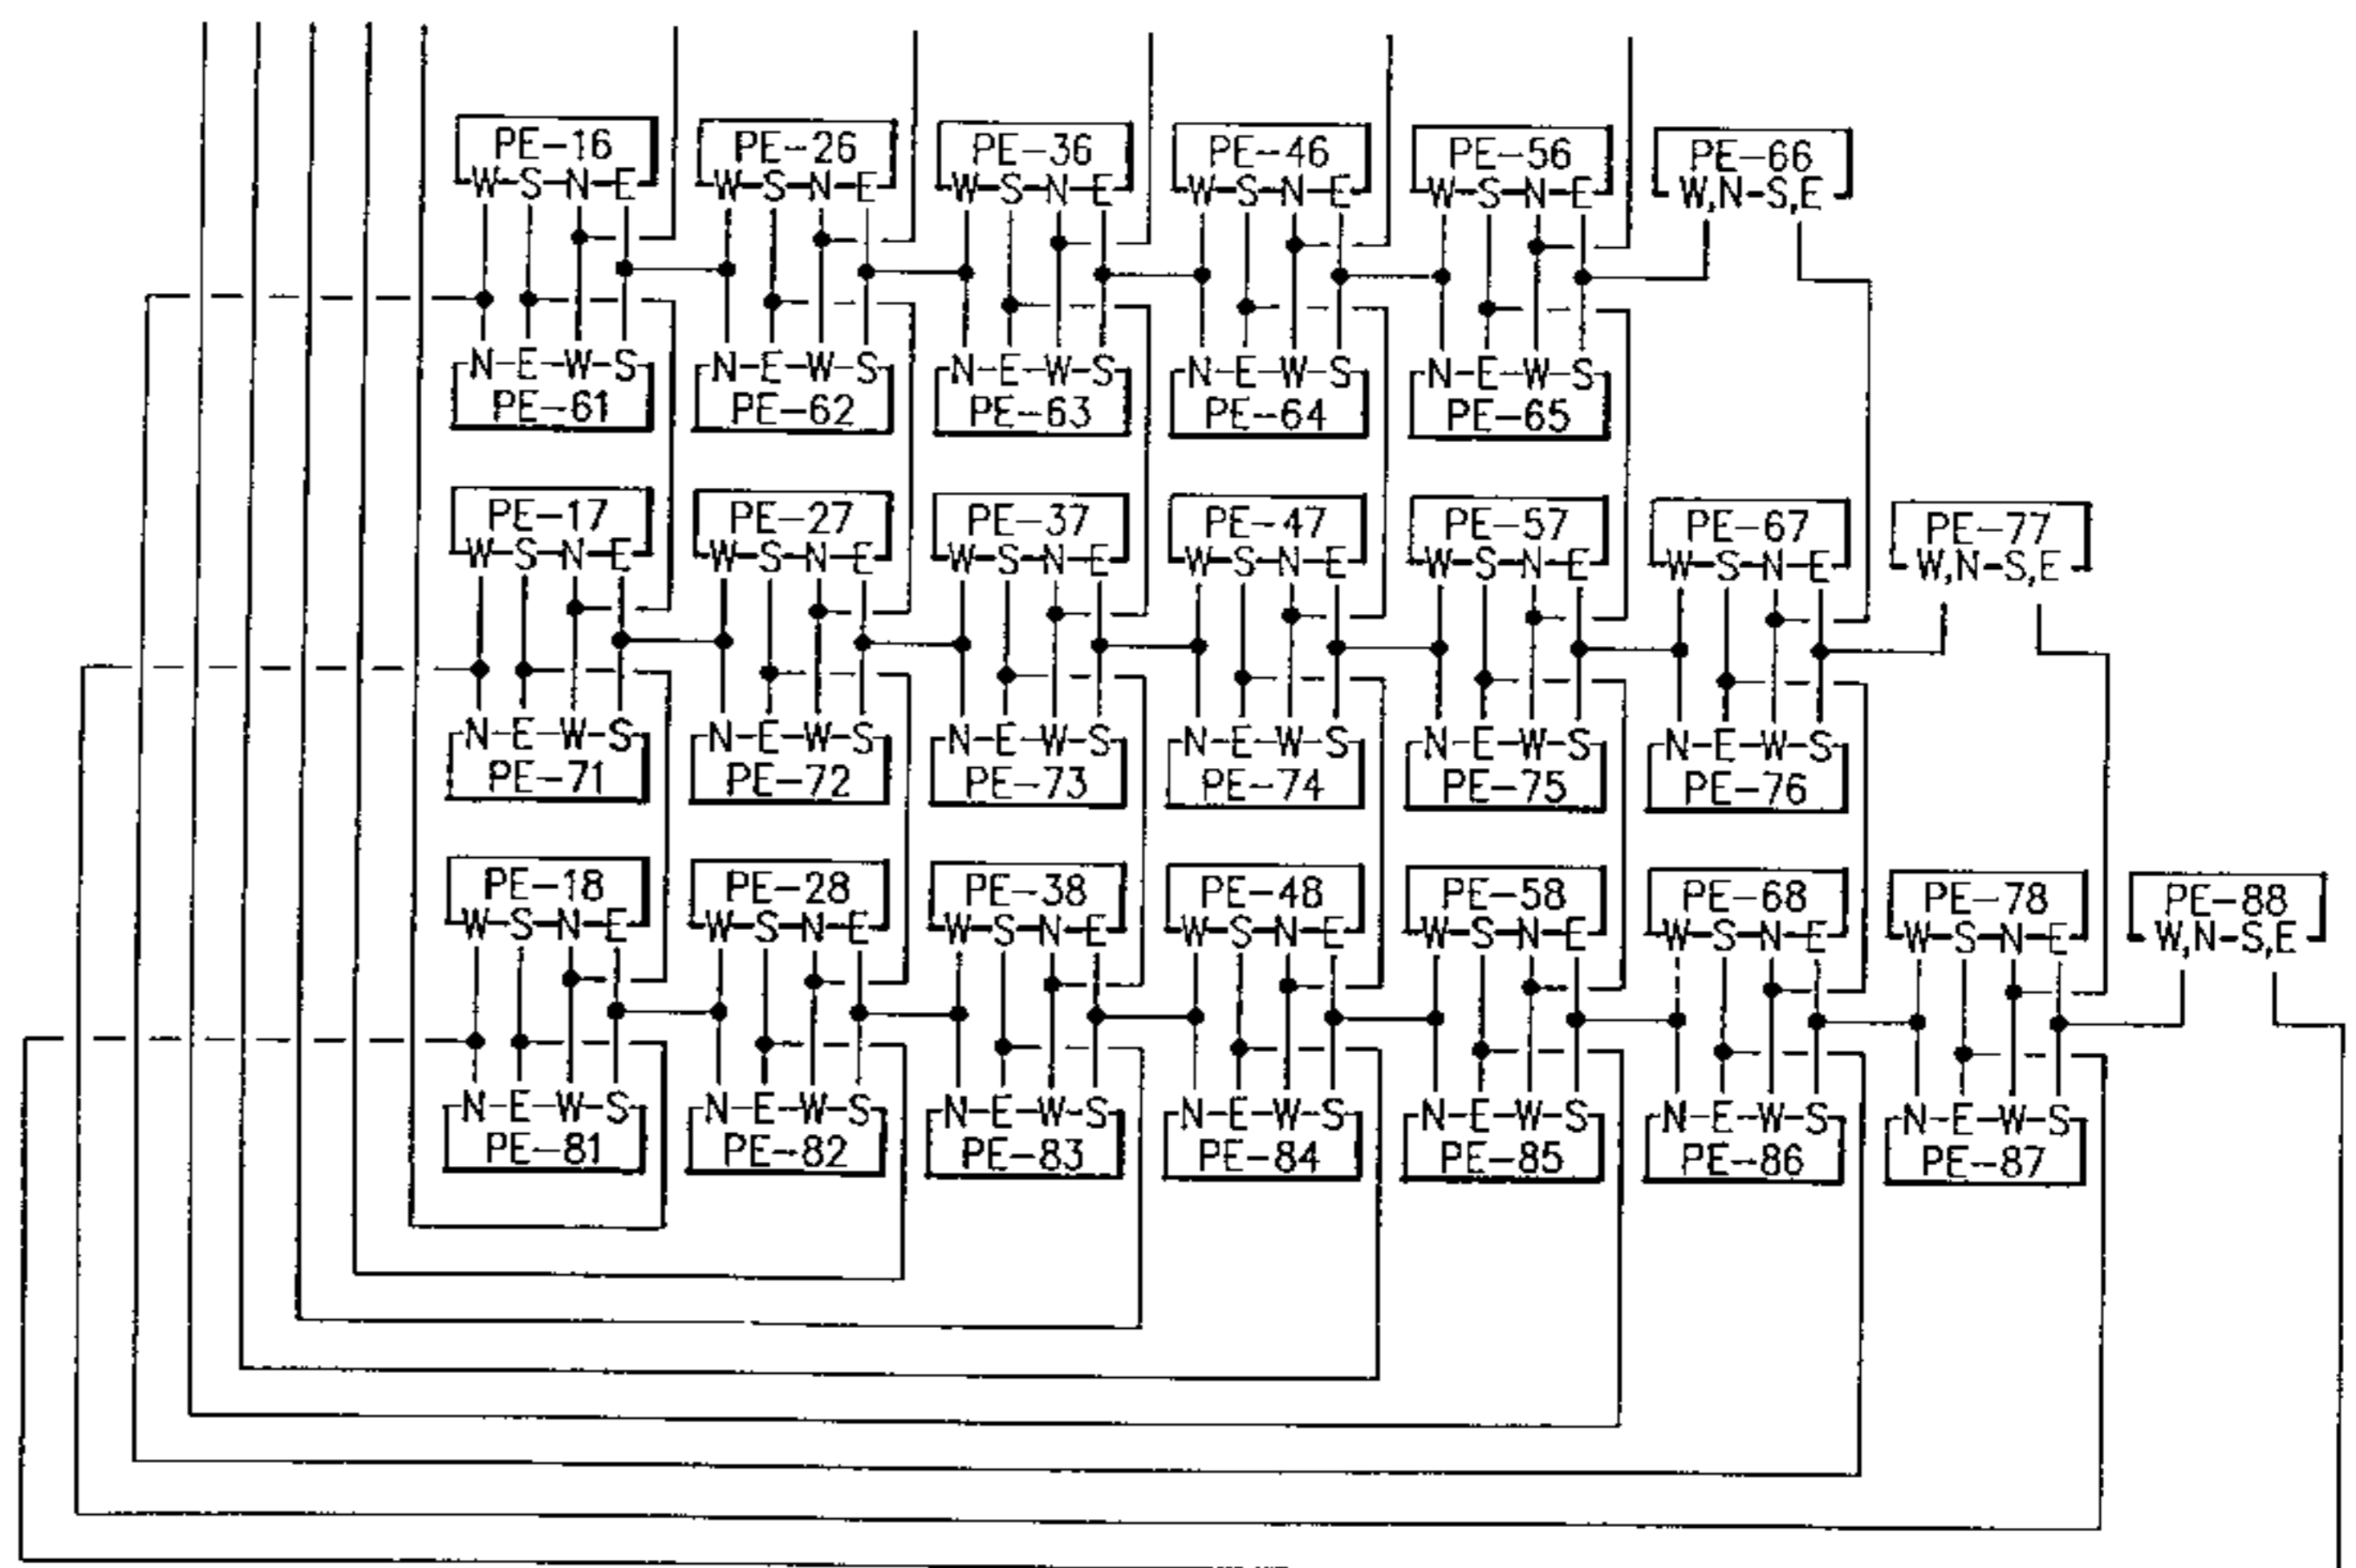 PE-16 PE-26 PE-36 PE-46 PE-56 PE-66
W-S-N-E W-S-N-E W-S-N-E W-S-N-E W-S-N-E W,N-S,E
N-E-W-S N-E-W-S N-E-W-S N-E-W-S N-E-W-S
PE-61 PE-62 PE-63 PE-64 PE-65
PE-17 PE-27 PE-37 PE-47 PE-57 PE-67 PE-77
W-S-N-E W-S-N-E W-S-N-E W-S-N-E W-S-N-E W-S-N-E W,N-S,E
N-E-W-S N-E-W-S N-E-W-S N-E-W-S N-E-W-S N-E-W-S
PE-71 PE-72 PE-73 PE-74 PE-75 PE-76
PE-18 PE-28 PE-38 PE-48 PE-58 PE-68 PE-78 PE-88
W-S-N-E W-S-N-E W-S-N-E W-S-N-E W-S-N-E W-S-N-E W-S-N-E W,N-S,E
N-E-W-S N-E-W-S N-E-W-S N-E-W-S N-E-W-S N-E-W-S N-E-W-S
PE-81 PE-82 PE-83 PE-84 PE-85 PE-86 PE-87